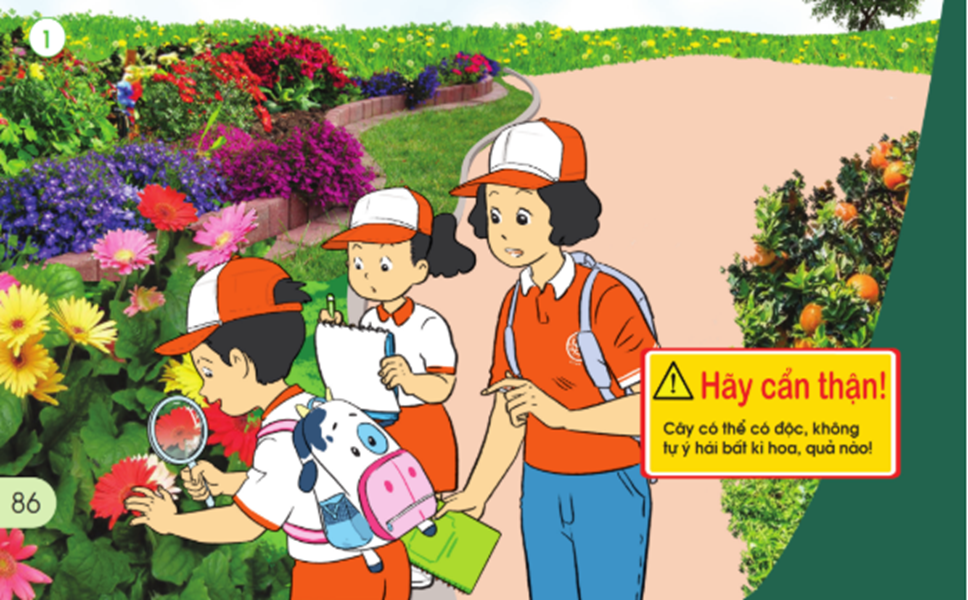 1
Hãy cẩn thận!
Cây có thể có độc, không
tự ý hái bất kì hoa, quả nào!
86